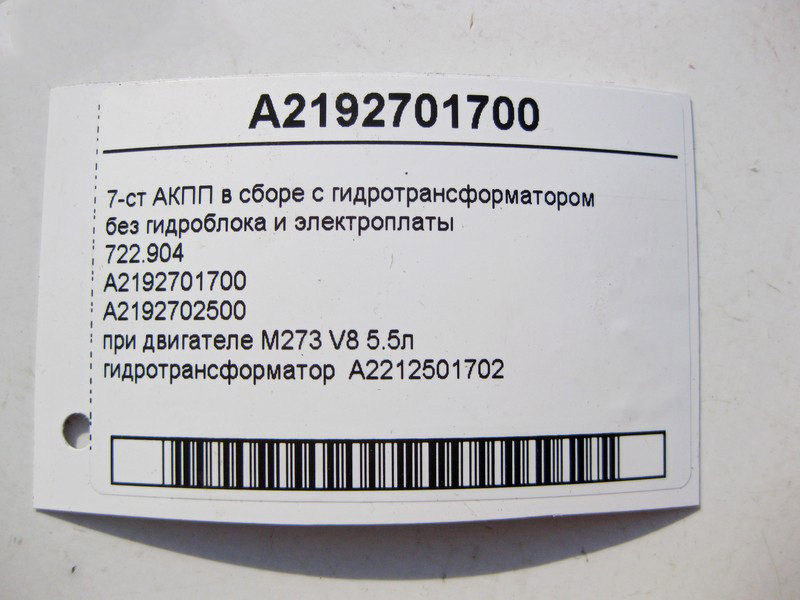 A2192701700
7-ст АКПП в сборе с гидротрансформатором
без гидроблока и электроплаты
722.904
A2192701700
A2192702500
при двигателе M273 V8 5.5л
гидротрансформатор A2212501702